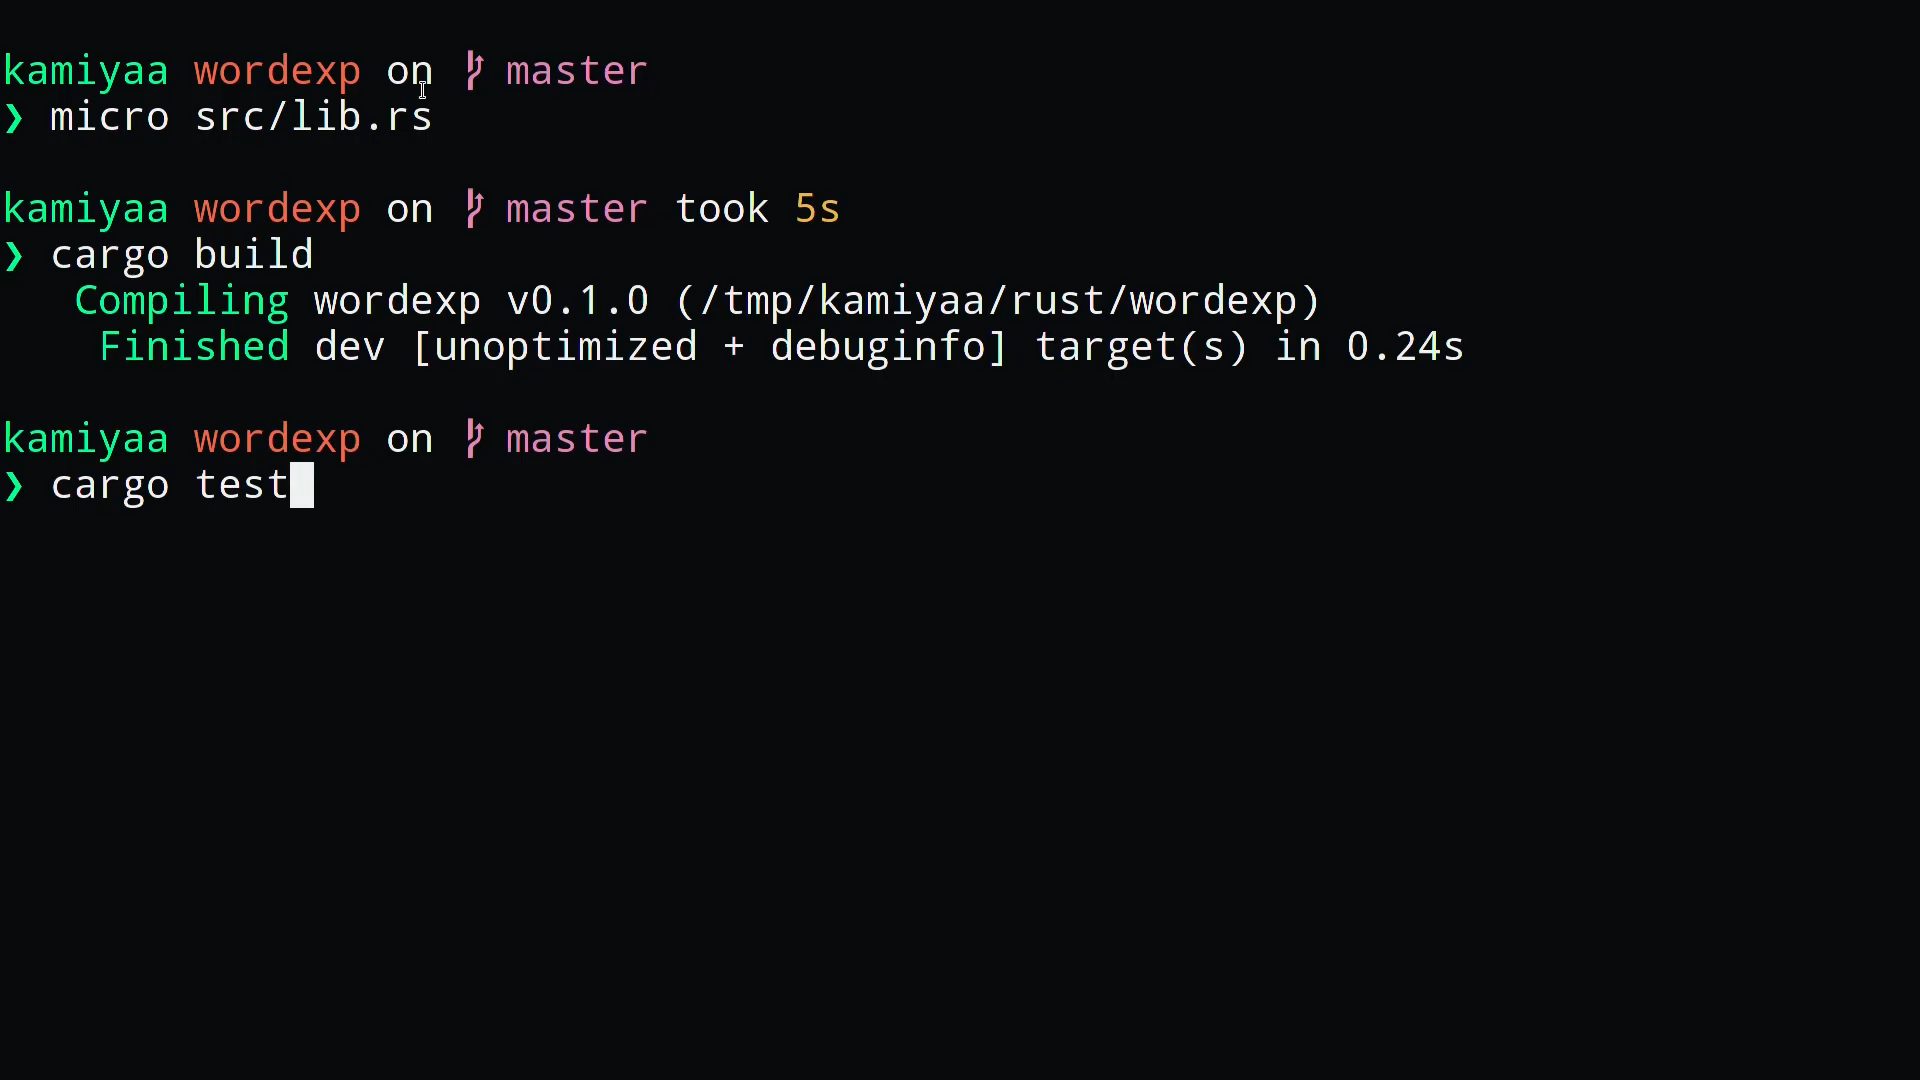 kamiyaa wordexp on master
❯ micro src/lib.rs
kamiyaa wordexp on master took 5s
❯ cargo build
Compiling wordexp v0.1.0 (/tmp/kamiyaa/rust/wordexp)
Finished dev [unoptimized + debuginfo] target(s) in 0.24s
kamiyaa wordexp on master
❯ cargo test